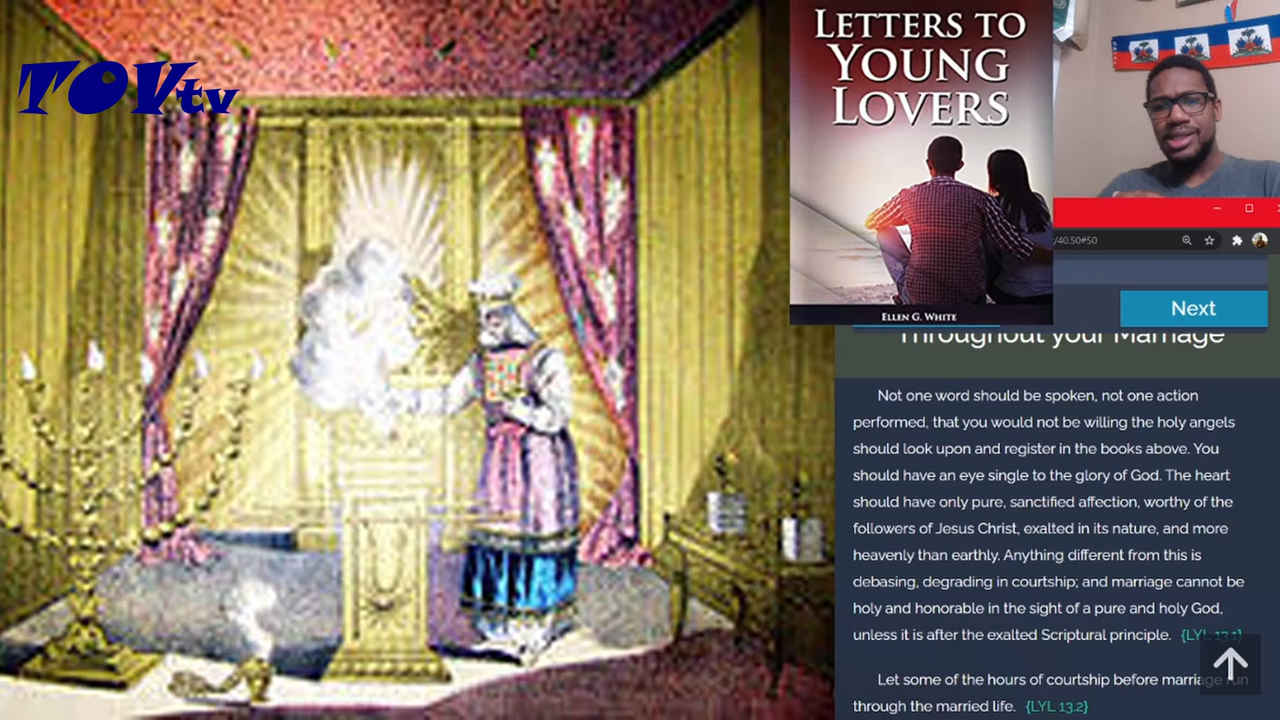 TOVtv
LETTERS TO
YOUNG
LOVERS
ELLEN G. WHITE
/40.50#50
Next
Throughout your Marriage
Not one word should be spoken, not one action
performed, that you would not be willing the holy angels
should look upon and register in the books above. You
should have an eye single to the glory of God. The heart
should have only pure, sanctified affection, worthy of the
followers of Jesus Christ, exalted in its nature, and more
heavenly than earthly. Anything different from this is
debasing, degrading in courtship; and marriage cannot be
holy and honorable in the sight of a pure and holy God,
unless it is after the exalted Scriptural principle. {LYL 13.1}
Let some of the hours of courtship before marriage run
through the married life. {LYL 13.2}